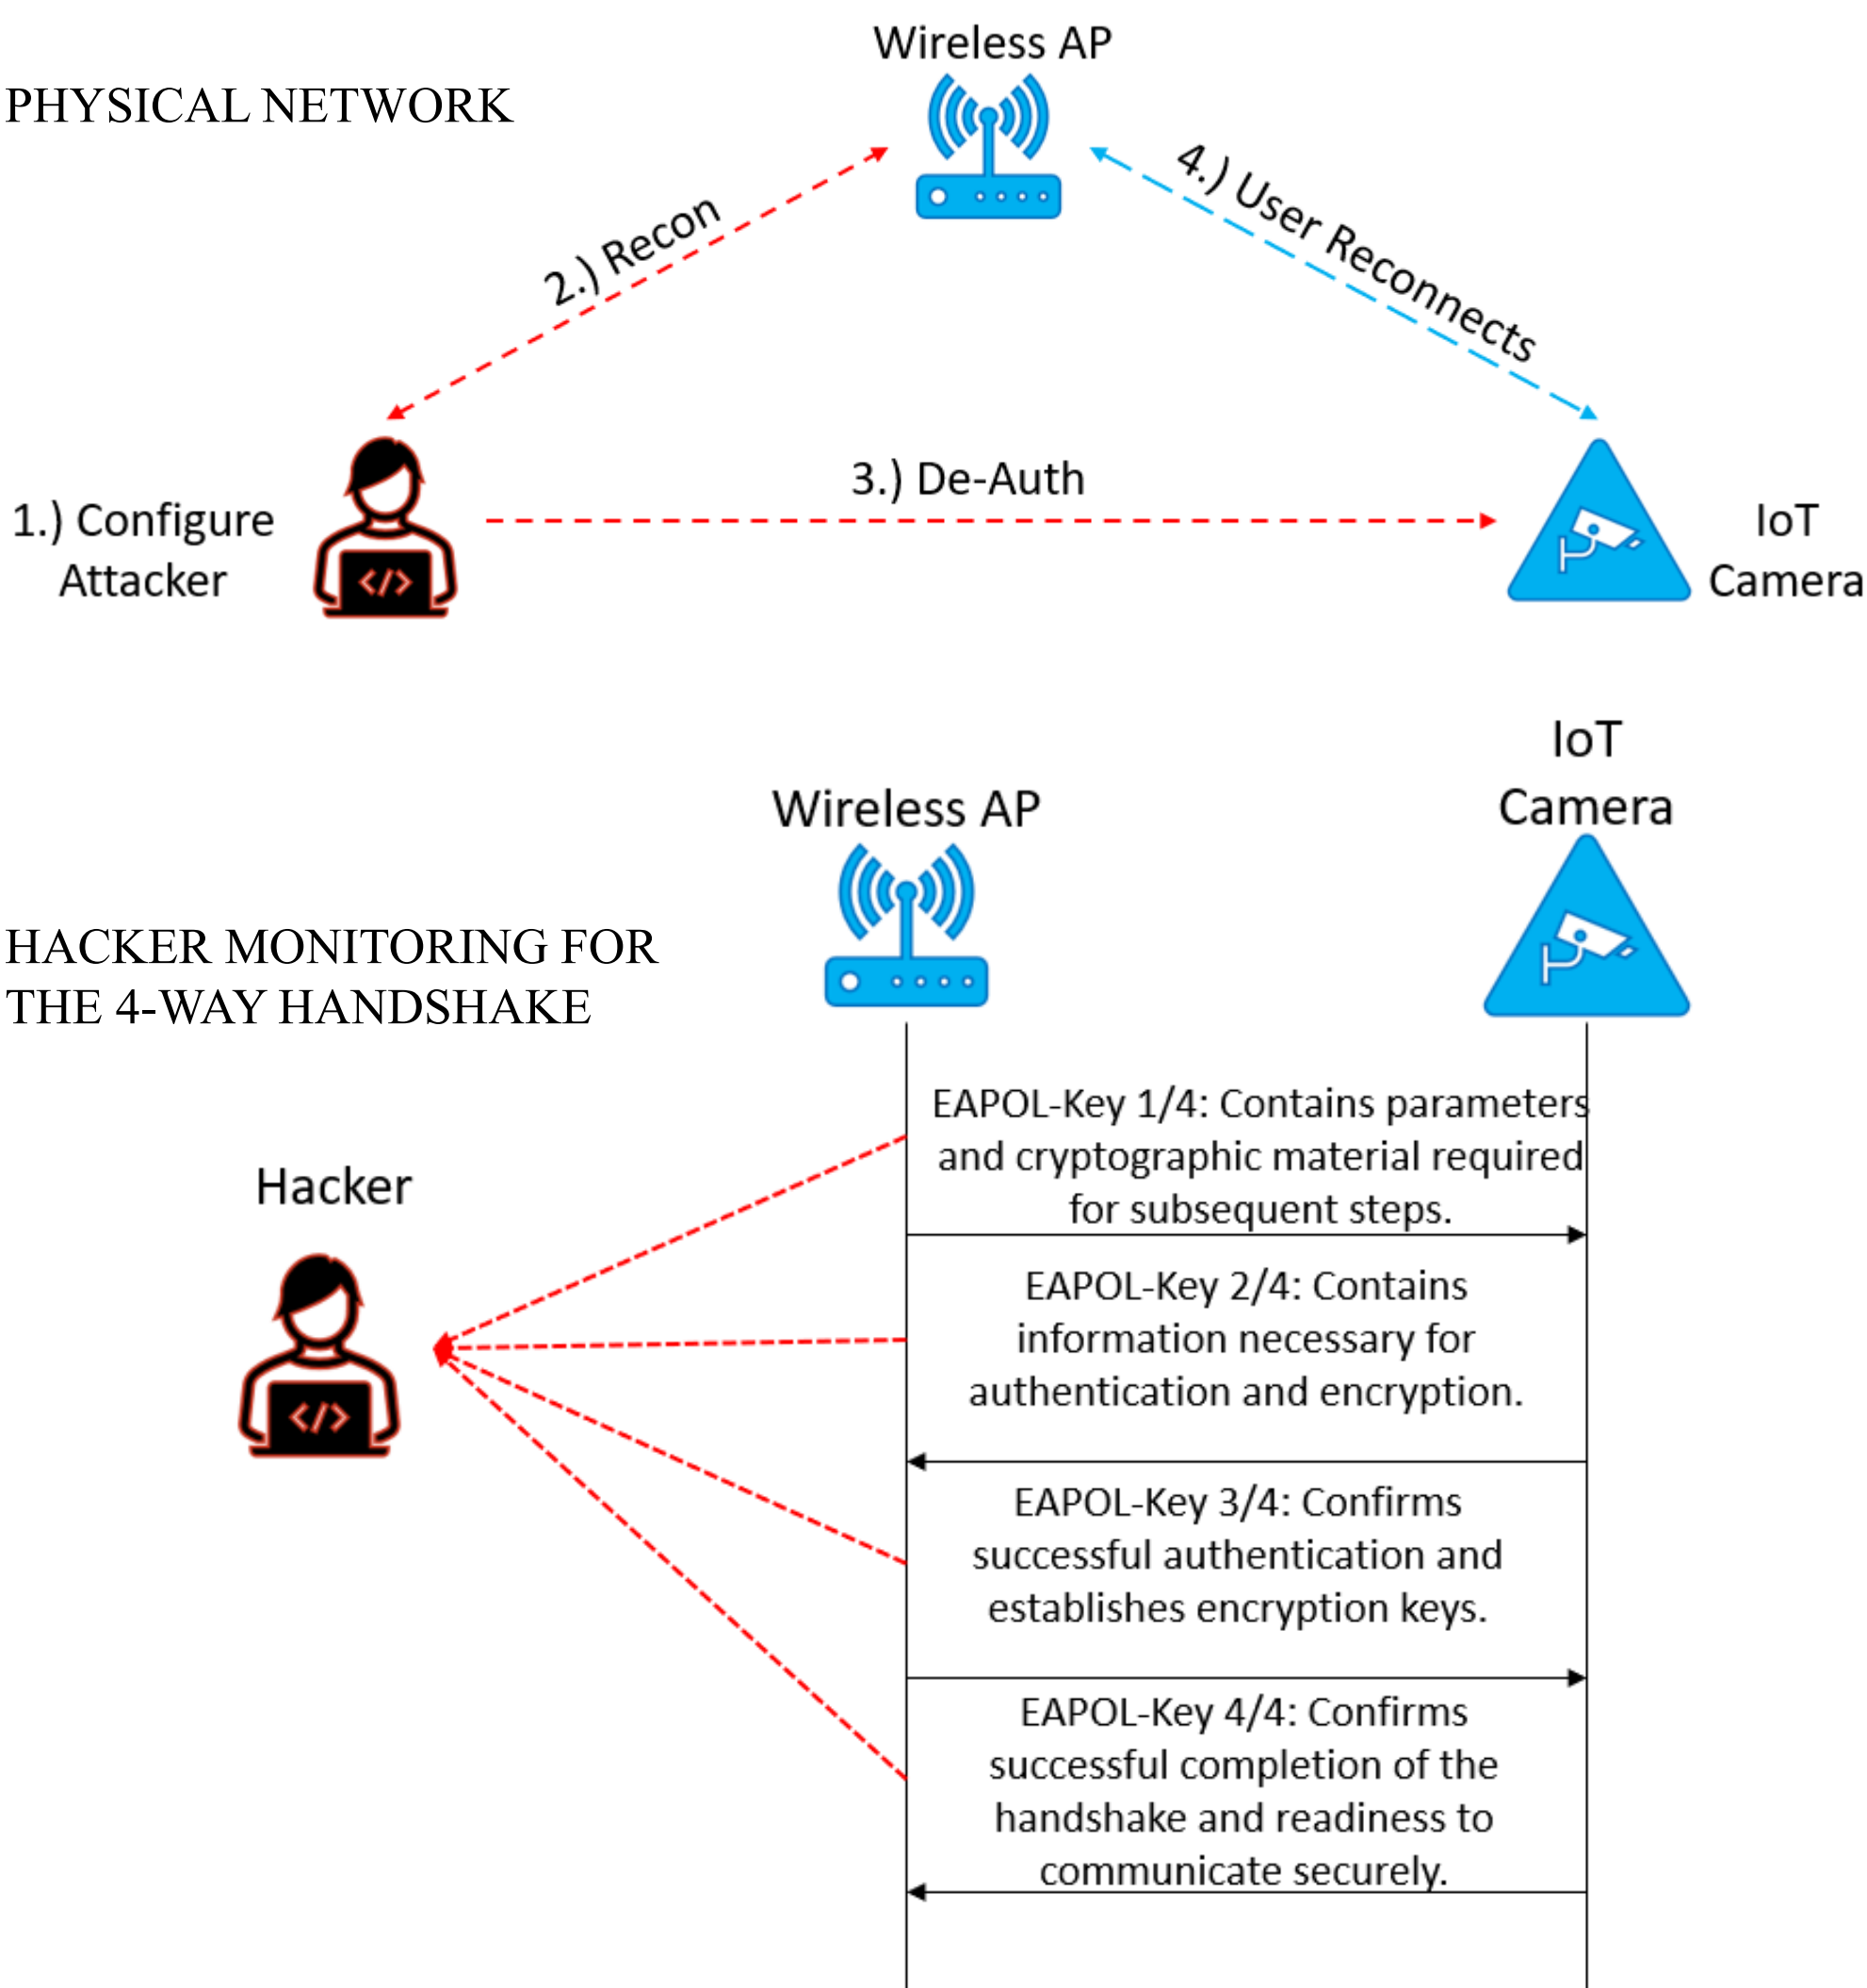 Wireless AP
PHYSICAL NETWORK
2.) Recon
4.) User Reconnects
3.) De-Auth
1.) Configure
Attacker
</>
IoT
Camera
IoT
Camera
Wireless AP
HACKER MONITORING FOR
THE 4-WAY HANDSHAKE
Hacker
</>
EAPOL-Key 1/4: Contains parameters
and cryptographic material required
for subsequent steps.
EAPOL-Key 2/4: Contains
information necessary for
authentication and encryption.
EAPOL-Key 3/4: Confirms
successful authentication and
establishes encryption keys.
EAPOL-Key 4/4: Confirms
successful completion of the
handshake and readiness to
communicate securely.